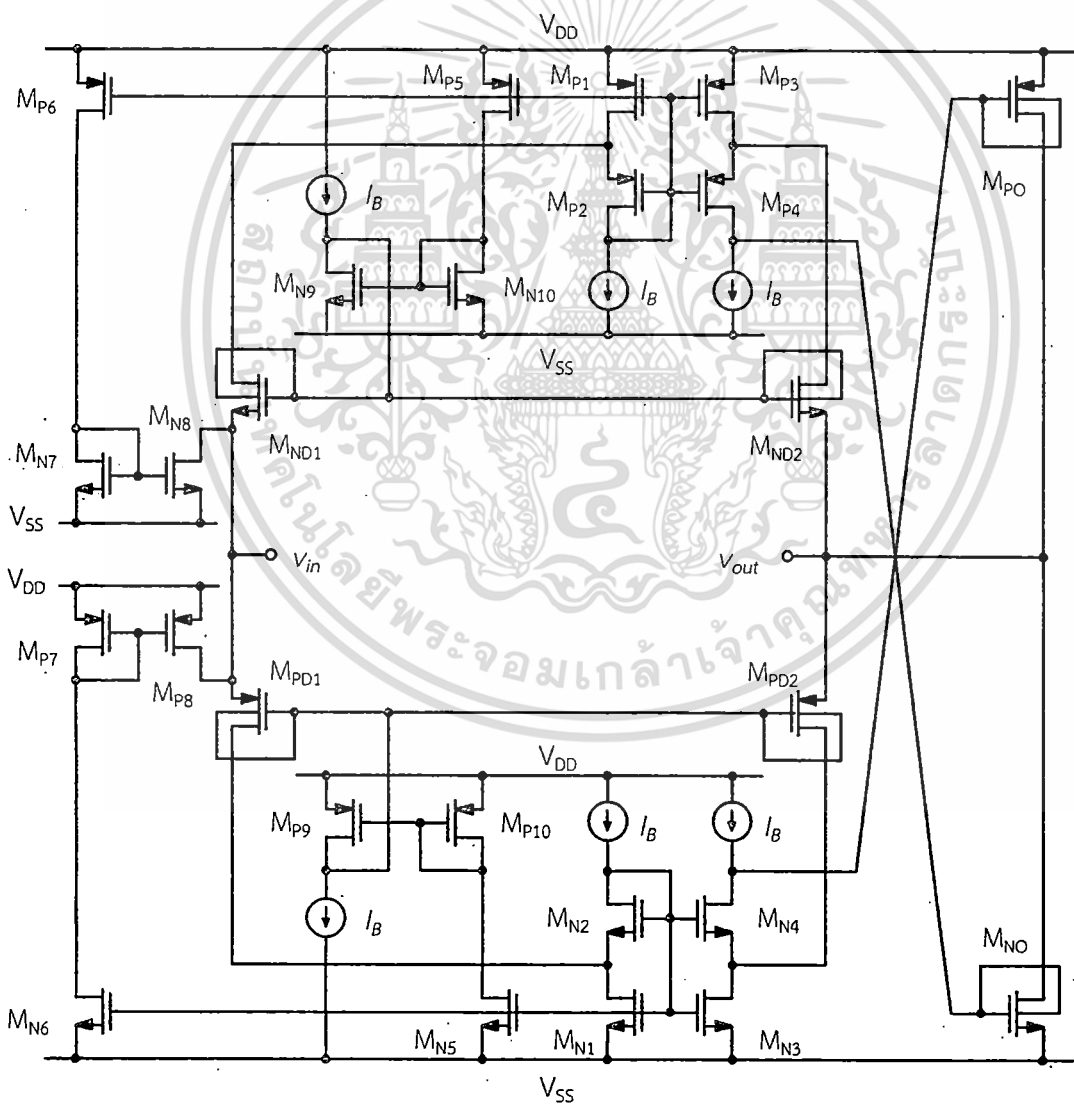 V_DD
M_P6
M_P5
M_P1
M_P3
M_PO
I_B
M_P2
M_P4
M_N9
M_N10
I_B
I_B
V_SS
M_ND1
M_ND2
M_N8
M_N7
V_SS
v_in
v_out
V_DD
M_P7
M_P8
M_PD1
M_PD2
V_DD
M_P9
M_P10
I_B
I_B
I_B
M_N2
M_N4
M_NO
M_N6
M_N5
M_N1
M_N3
V_SS